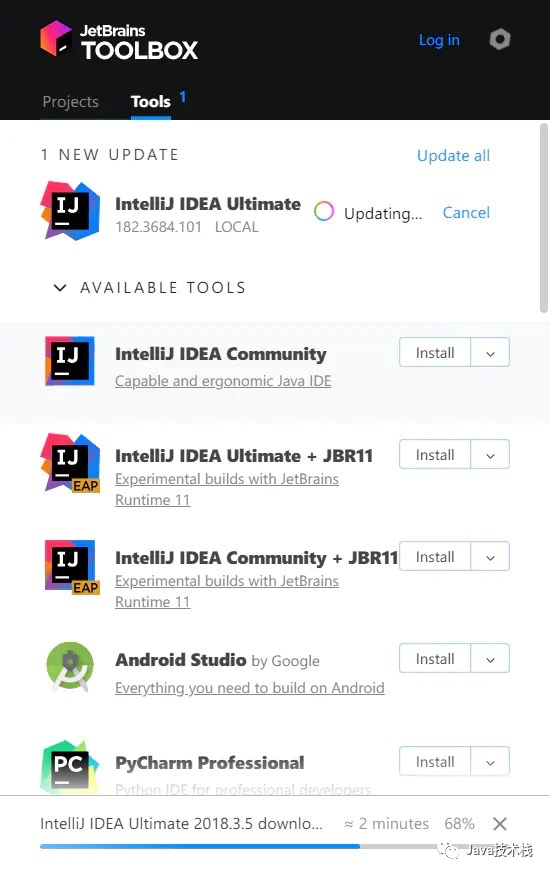 JetBrains
TOOLBOX
Log in
Projects
Tools 1
1 NEW UPDATE
Update all
IJ
IntelliJ IDEA Ultimate
182.3684.101 LOCAL
Updating...
Cancel
AVAILABLE TOOLS
IJ
IntelliJ IDEA Community
Capable and ergonomic Java IDE
Install
IJ
EAP
IntelliJ IDEA Ultimate + JBR11
Experimental builds with JetBrains
Runtime 11
Install
IJ
EAP
IntelliJ IDEA Community + JBR11
Experimental builds with JetBrains
Runtime 11
Install
Android Studio by Google
Everything you need to build on Android
Install
PC
PyCharm Professional
Python IDE for professional developers
Install
IntelliJ IDEA Ultimate 2018.3.5 downlo... ≈ 2 minutes 68%
Java技术栈